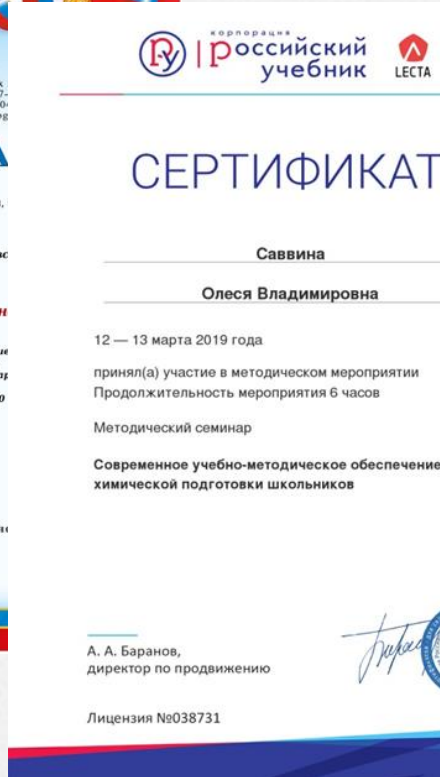 корпорация
российский
учебник
LECTA
СЕРТИФИКАТ
Саввина
Олеся Владимировна
12 — 13 марта 2019 года
принял(а) участие в методическом мероприятии
Продолжительность мероприятия 6 часов
Методический семинар
Современное учебно-методическое обеспечение
химической подготовки школьников
А. А. Баранов,
директор по продвижению
Лицензия №038731